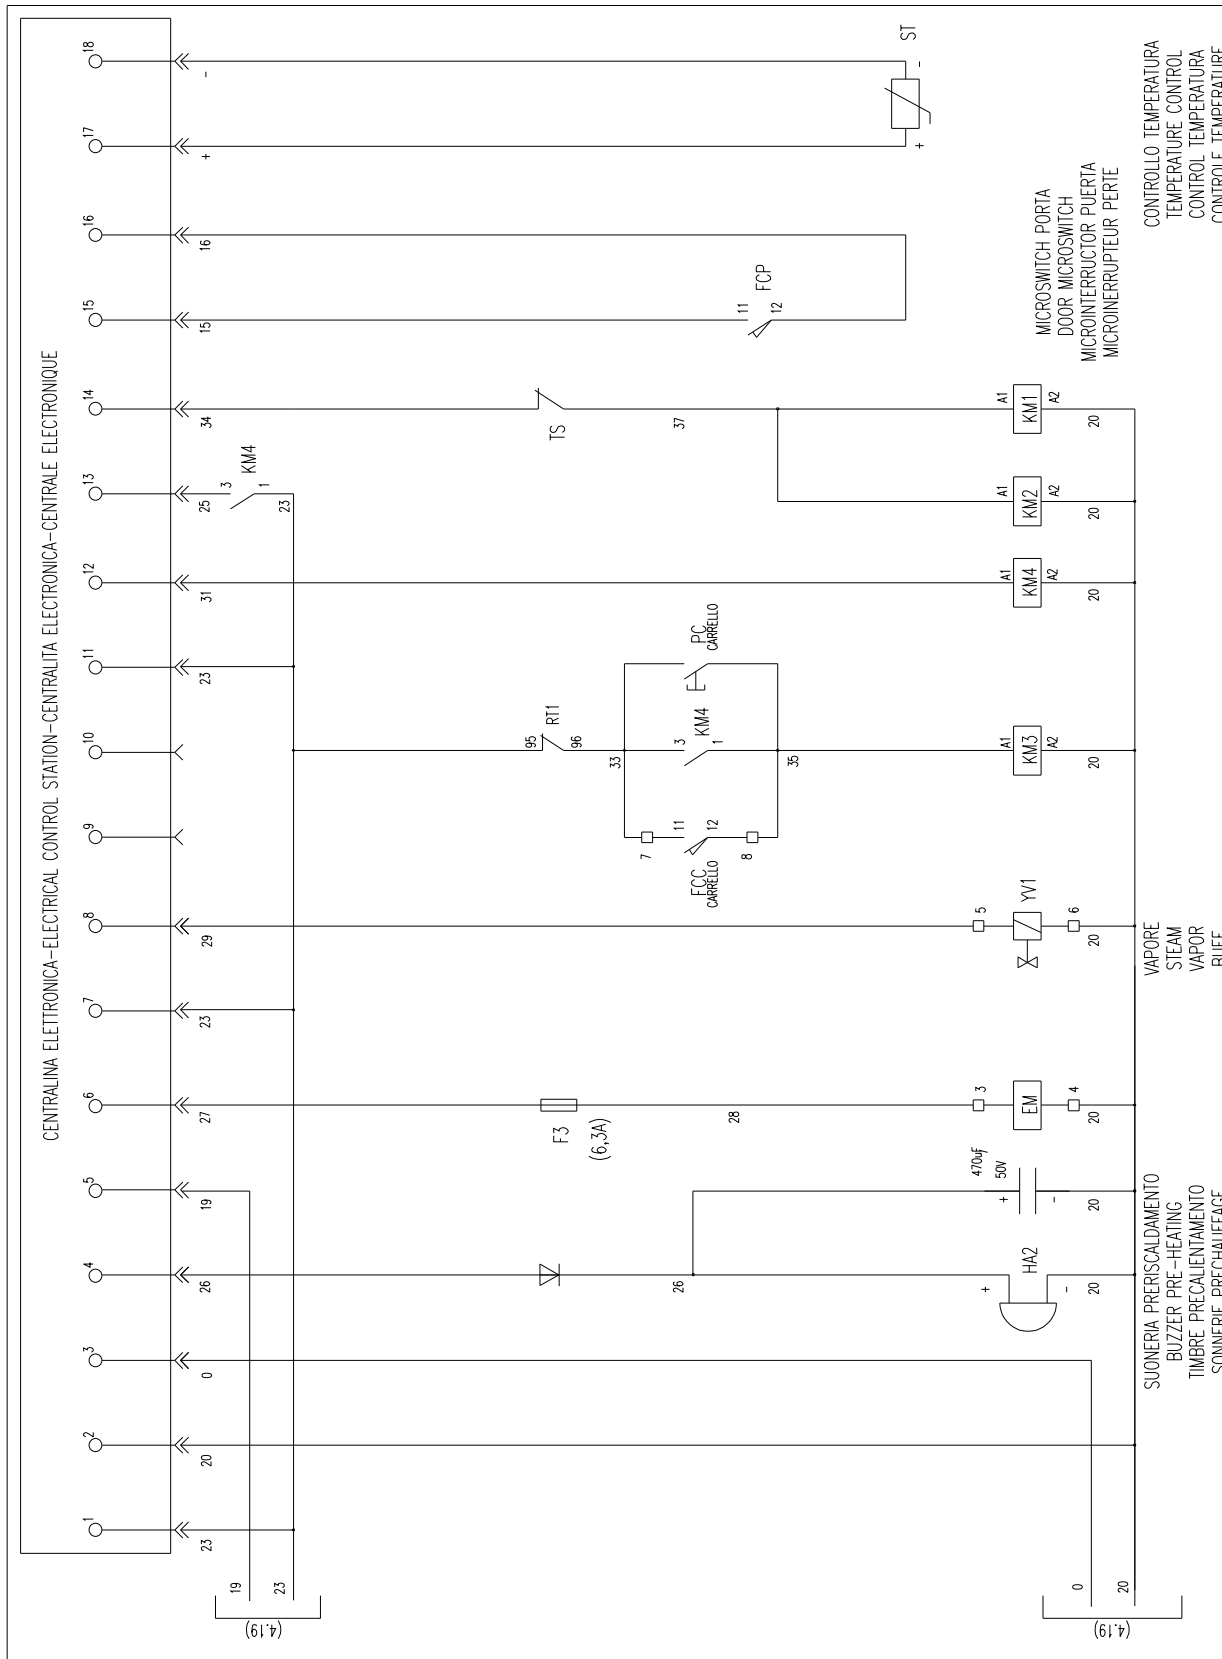 CENTRALINA ELETTRONICA-ELECTRICAL CONTROL STATION-CENTRALITA ELECTRONICA-CENTRALE ELECTRONIQUE
1 2 3 4 5 6 7 8 9 10 11 12 13 14 15 16 17 18
23 20 0 26 19 27 23 29 23 31 25 34 15 16 + -
3
KM4
1
23
19
23
(4.19)
F3
(6,3A)
95
RT1
96
TS
26
28
33
37
7
11
FCC
CARRELLO
12
8
3
KM4
1
PC
CARRELLO
35
11
FCP
12
ST
+ -
470uF
50V
+
-
+
HA2
-
3
EM
4
5
YV1
6
A1
KM3
A2
A1
KM4
A2
A1
KM2
A2
A1
KM1
A2
20 20 20 20 20 20 20 20
0
20
(4.19)
SUONERIA PRERISCALDAMENTO
BUZZER PRE-HEATING
TIMBRE PRECALIENTAMENTO
SONNERIE PRECHAUFFAGE
VAPORE
STEAM
VAPOR
BUEE
MICROSWITCH PORTA
DOOR MICROSWITCH
MICROINTERRUCTOR PUERTA
MICROINERRUPTEUR PERTE
CONTROLLO TEMPERATURA
TEMPERATURE CONTROL
CONTROL TEMPERATURA
CONTROLE TEMPERATURE